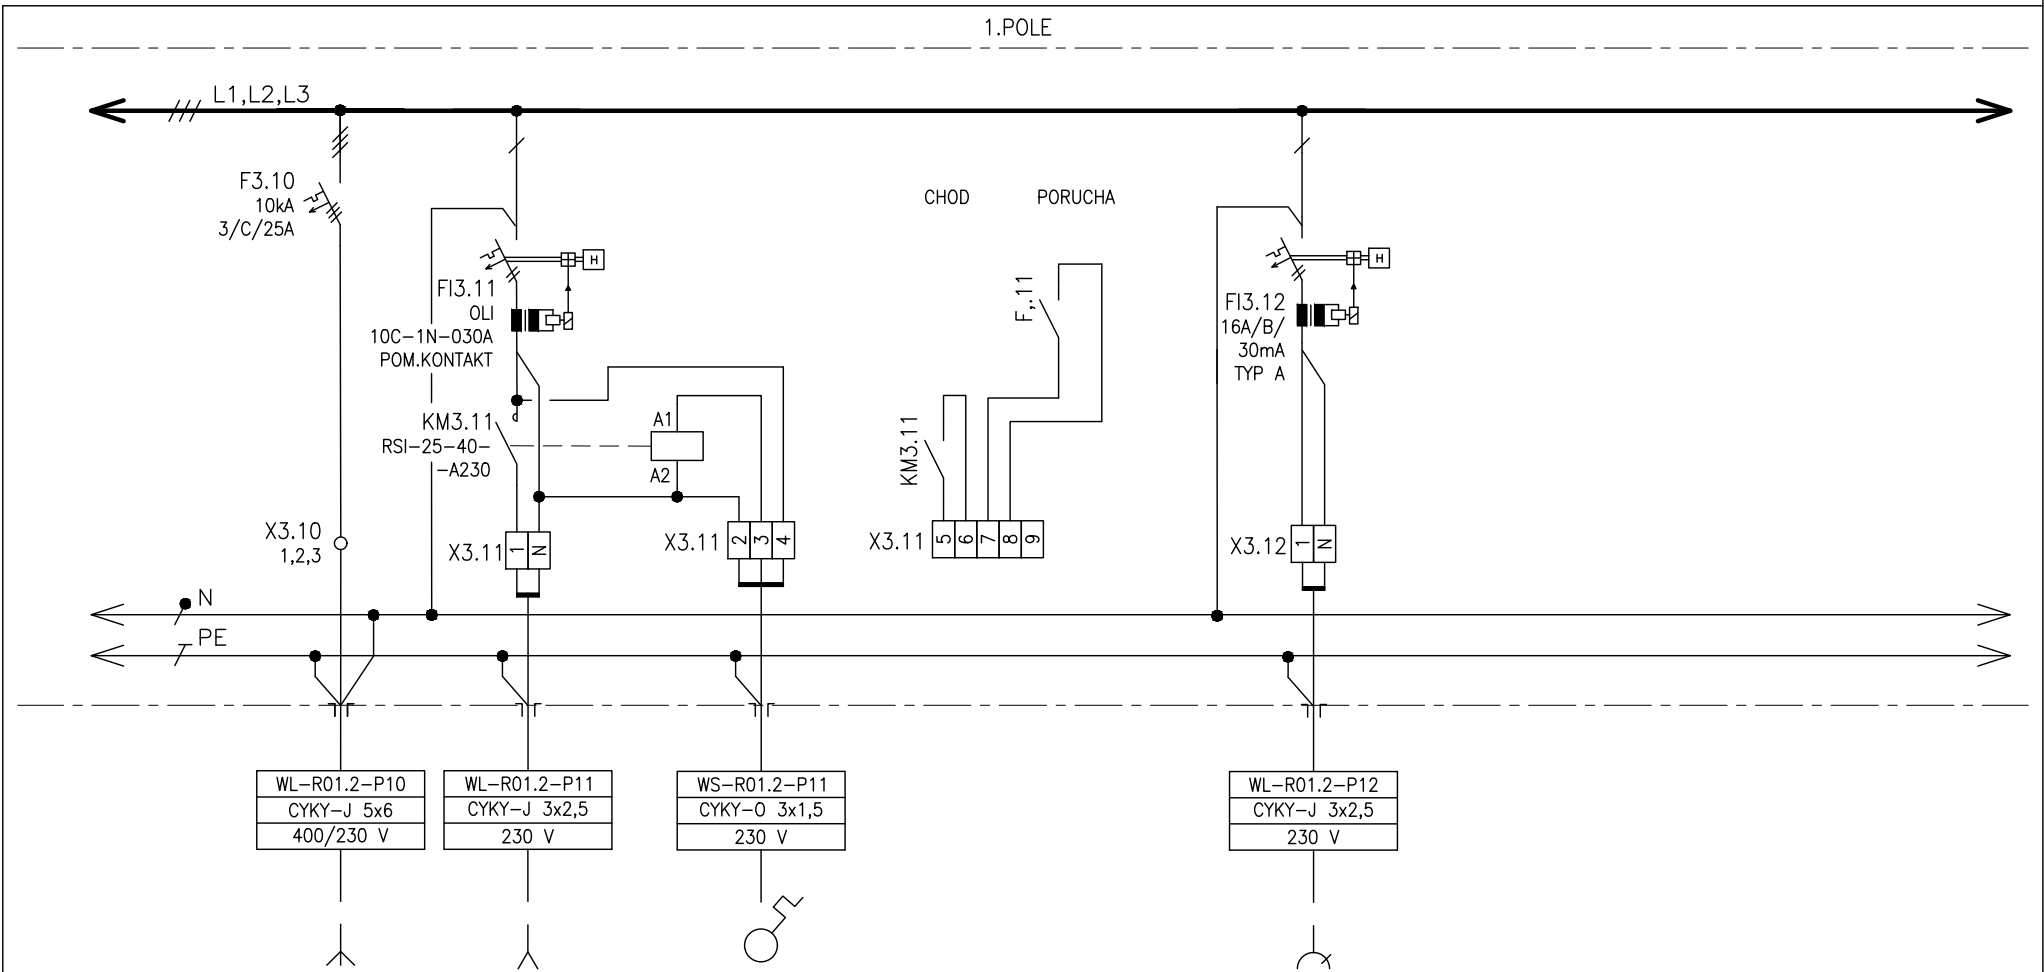 1.POLE
L1,L2,L3
F3.10
10kA
3/C/25A
FI3.11
OLI
10C-1N-030A
POM.KONTAKT
H
KM3.11
RSI-25-40-
-A230
A1
A2
CHOD
PORUCHA
F,.11
KM3.11
FI3.12
16A/B/
30mA
TYP A
H
X3.10
1,2,3
X3.11 1 N
X3.11 2 3 4
X3.11 5 6 7 8 9
X3.12 1 N
N
PE
WL-R01.2-P10
CYKY-J 5x6
400/230 V
WL-R01.2-P11
CYKY-J 3x2,5
230 V
WS-R01.2-P11
CYKY-O 3x1,5
230 V
WL-R01.2-P12
CYKY-J 3x2,5
230 V